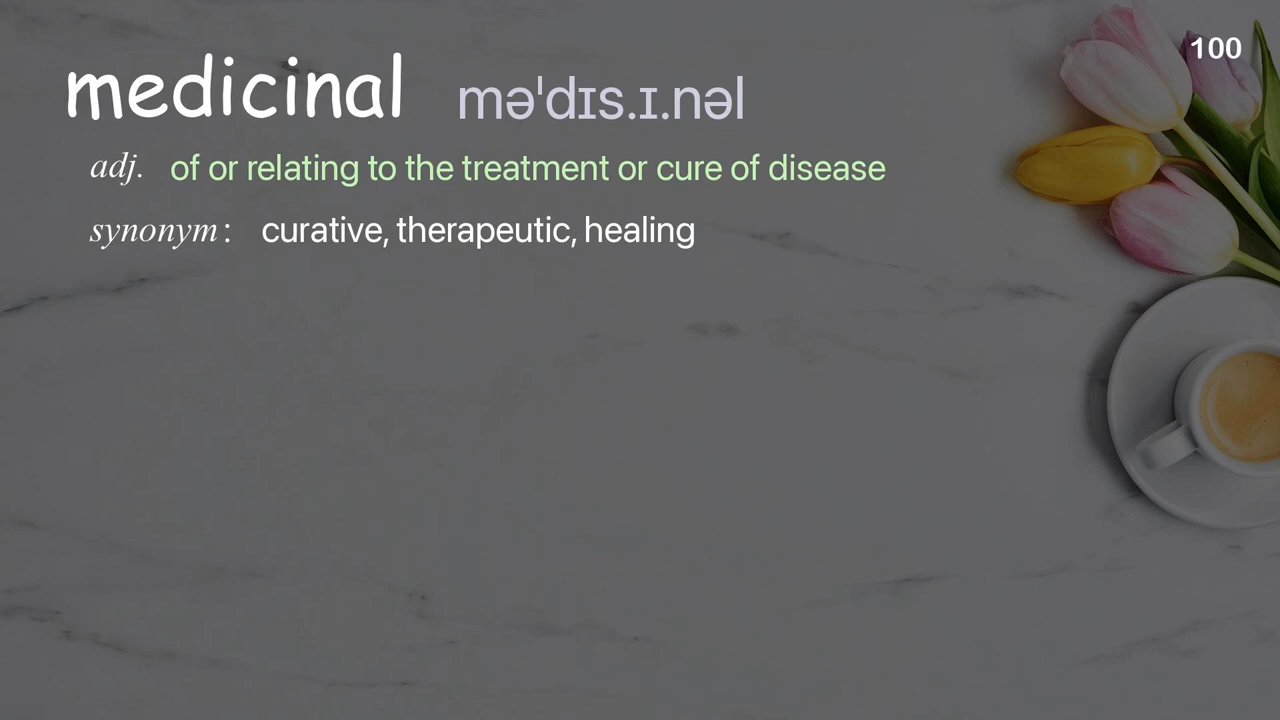 100
medicinal məˈdɪs.ɪ.nəl
adj. of or relating to the treatment or cure of disease
synonym: curative, therapeutic, healing